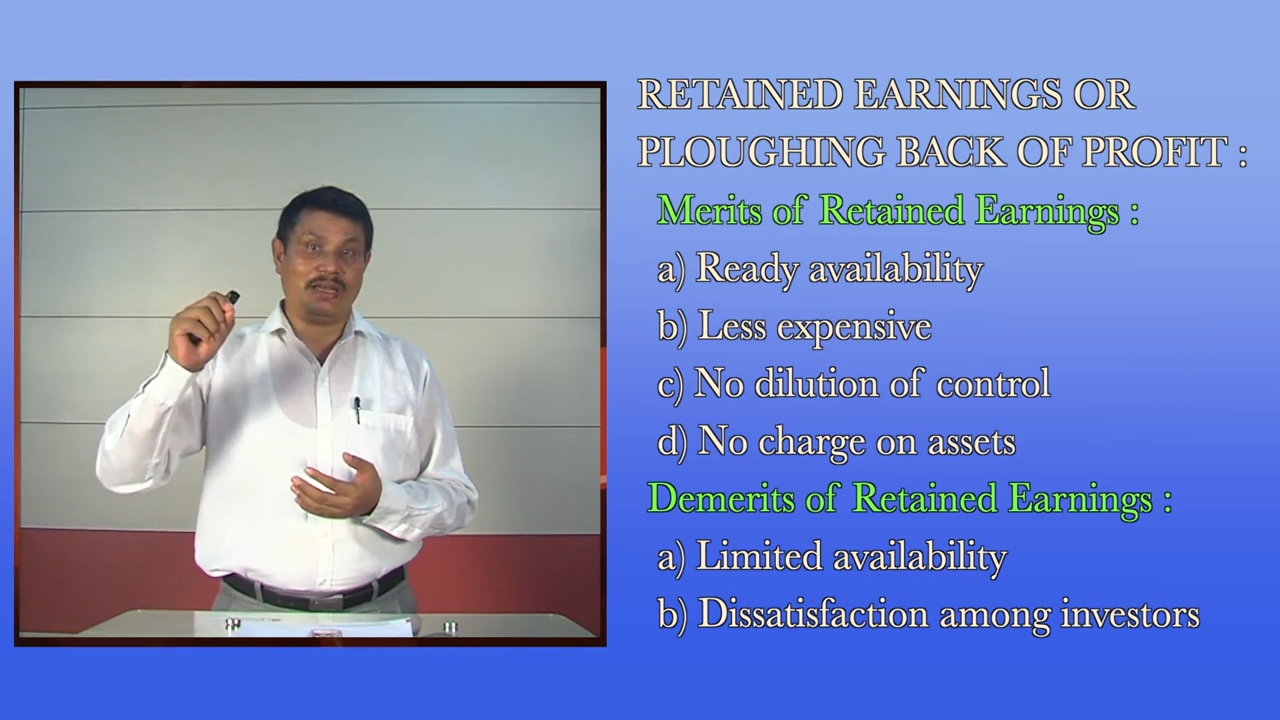 RETAINED EARNINGS OR
PLOUGHING BACK OF PROFIT :
Merits of Retained Earnings :
a) Ready availability
b) Less expensive
c) No dilution of control
d) No charge on assets
Demerits of Retained Earnings :
a) Limited availability
b) Dissatisfaction among investors